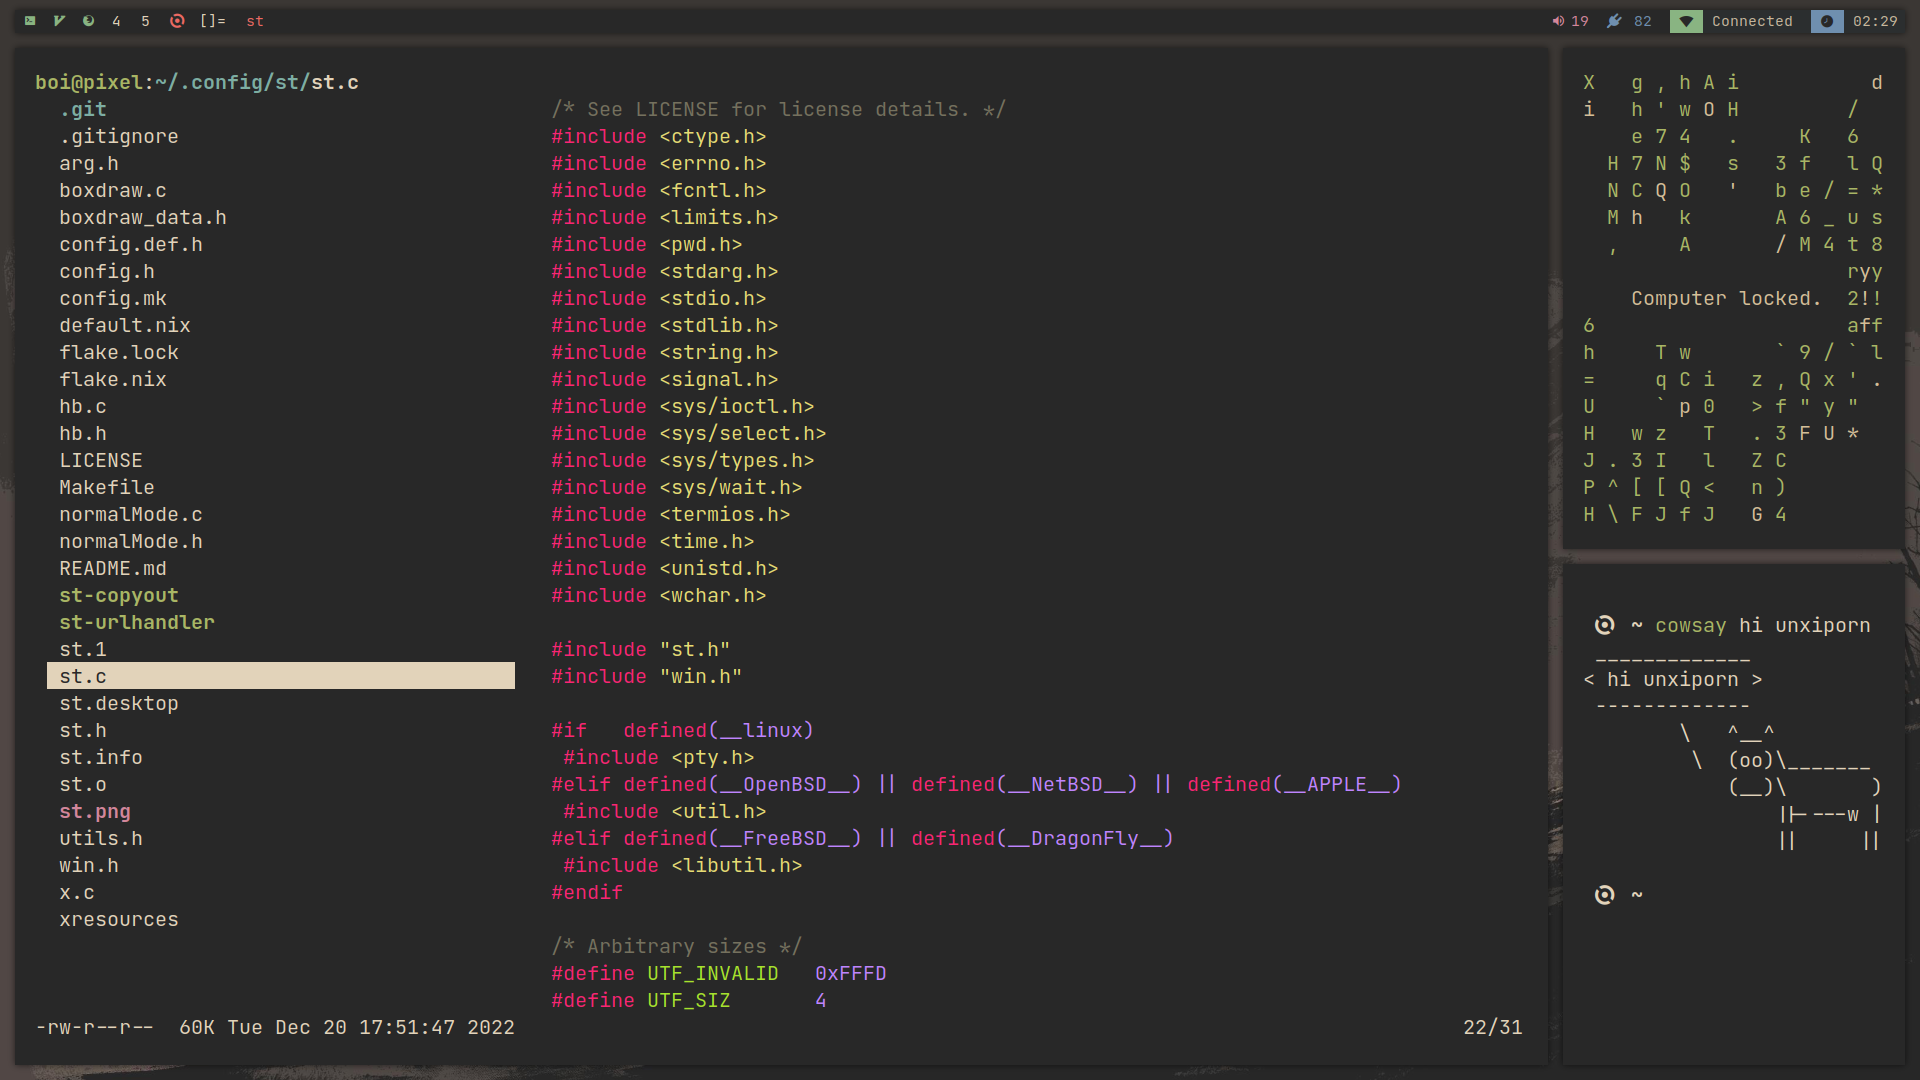 4 5 []= st 19 82 Connected 02:29
boi@pixel:~/.config/st/st.c
.git
.gitignore
arg.h
boxdraw.c
boxdraw_data.h
config.def.h
config.h
config.mk
default.nix
flake.lock
flake.nix
hb.c
hb.h
LICENSE
Makefile
normalMode.c
normalMode.h
README.md
st-copyout
st-urlhandler
st.1
st.c
st.desktop
st.h
st.info
st.o
st.png
utils.h
win.h
x.c
xresources
-rw-r--r--  60K Tue Dec 20 17:51:47 2022
22/31
/* See LICENSE for license details. */
#include <ctype.h>
#include <errno.h>
#include <fcntl.h>
#include <limits.h>
#include <pwd.h>
#include <stdarg.h>
#include <stdio.h>
#include <stdlib.h>
#include <string.h>
#include <signal.h>
#include <sys/ioctl.h>
#include <sys/select.h>
#include <sys/types.h>
#include <sys/wait.h>
#include <termios.h>
#include <time.h>
#include <unistd.h>
#include <wchar.h>
#include "st.h"
#include "win.h"
#if   defined(__linux)
 #include <pty.h>
#elif defined(__OpenBSD__) || defined(__NetBSD__) || defined(__APPLE__)
 #include <util.h>
#elif defined(__FreeBSD__) || defined(__DragonFly__)
 #include <libutil.h>
#endif
/* Arbitrary sizes */
#define UTF_INVALID   0xFFFD
#define UTF_SIZ       4
X   g , h A i           d
i   h ' w O H         /
    e 7 4   .     K   6
  H 7 N $   s   3 f   l Q
  N C Q O   '   b e / = *
  M h   k       A 6 _ u s
  ,     A       / M 4 t 8
                      ryy
    Computer locked.  2!!
6                     aff
h     T w       ` 9 / ` l
=     q C i   z , Q x ' .
U     ` p 0   > f " y "
H   w z   T   . 3 F U *
J . 3 I   l   Z C
P ^ [ [ Q <   n )
H \ F J f J   G 4
~ cowsay hi unxiporn
 _____________
< hi unxiporn >
 -------------
        \   ^__^
         \  (oo)\_______
            (__)\       )
                ||----w |
                ||     ||
~